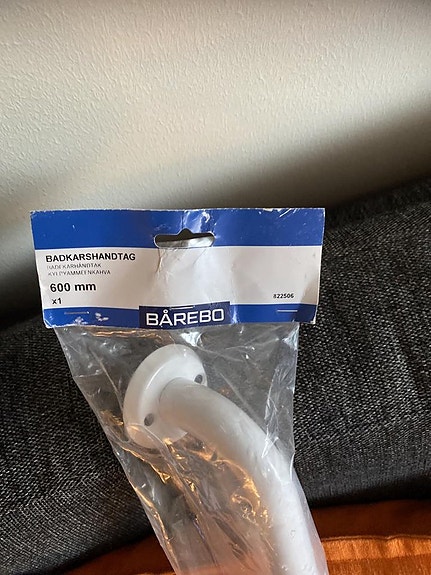 BADKARSHANDTAG
BADEKARHÅNDTAK
KYLPYAMMEENKAHVA
600 mm
x1
822506
BÅREBO